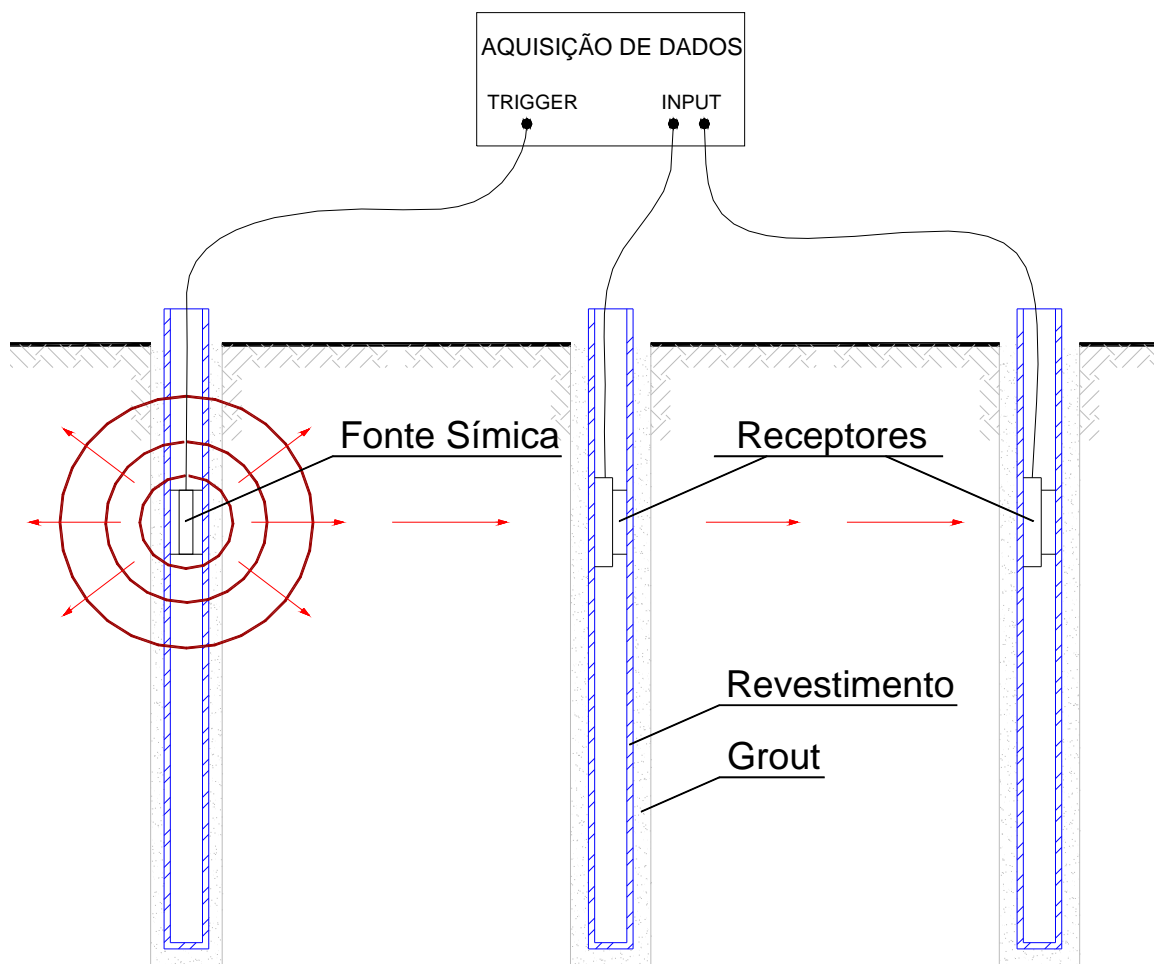 AQUISIÇÃO DE DADOS
TRIGGER
INPUT
Fonte Símica
Receptores
Revestimento
Grout